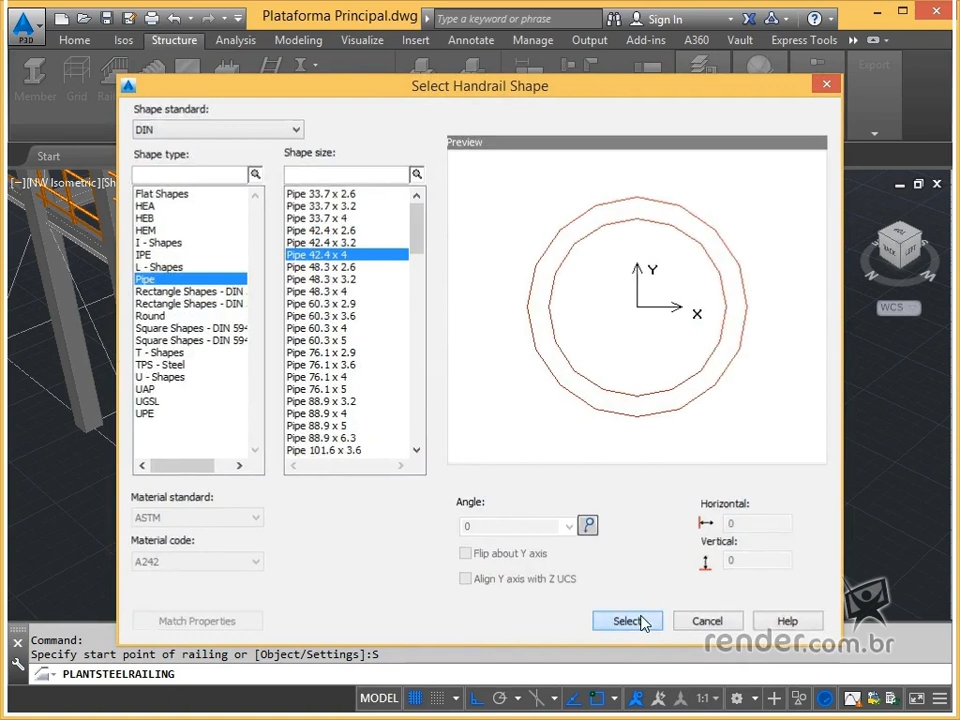 Plataforma Principal.dwg
Type a keyword or phrase
Sign In
P3D
Home
Isos
Structure
Analysis
Modeling
Visualize
Insert
Annotate
Manage
Output
Add-ins
A360
Vault
Express Tools
Member
Grid
Export
Start
[−][NW Isometric][Sh
Select Handrail Shape
Shape standard:
DIN
Shape type:
Shape size:
Flat Shapes
HEA
HEB
HEM
I - Shapes
IPE
L - Shapes
Pipe
Rectangle Shapes - DIN
Rectangle Shapes - DIN
Round
Square Shapes - DIN 594
Square Shapes - DIN 594
T - Shapes
TPS - Steel
U - Shapes
UAP
UGSL
UPE
Pipe 33.7 x 2.6
Pipe 33.7 x 3.2
Pipe 33.7 x 4
Pipe 42.4 x 2.6
Pipe 42.4 x 3.2
Pipe 42.4 x 4
Pipe 48.3 x 2.6
Pipe 48.3 x 3.2
Pipe 48.3 x 4
Pipe 60.3 x 2.9
Pipe 60.3 x 3.6
Pipe 60.3 x 4
Pipe 60.3 x 5
Pipe 76.1 x 2.9
Pipe 76.1 x 3.6
Pipe 76.1 x 4
Pipe 76.1 x 5
Pipe 88.9 x 3.2
Pipe 88.9 x 4
Pipe 88.9 x 5
Pipe 88.9 x 6.3
Pipe 101.6 x 3.6
Preview
Y
X
N
W
WCS
Material standard:
ASTM
Material code:
A242
Angle:
0
Flip about Y axis
Align Y axis with Z UCS
Horizontal:
0
Vertical:
0
Match Properties
Select
Cancel
Help
render.com.br
Command:
Specify start point of railing or [Object/Settings]:S
PLANTSTEELRAILING
MODEL
1:1